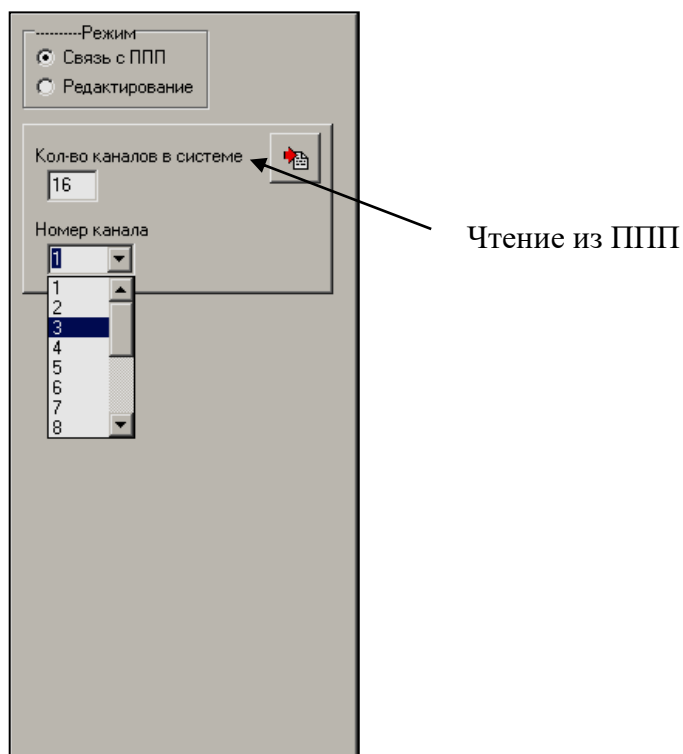 ----------Режим
Связь с ППП
Редактирование
Кол-во каналов в системе
16
Номер канала
1
1
2
3
4
5
6
7
8
Чтение из ППП